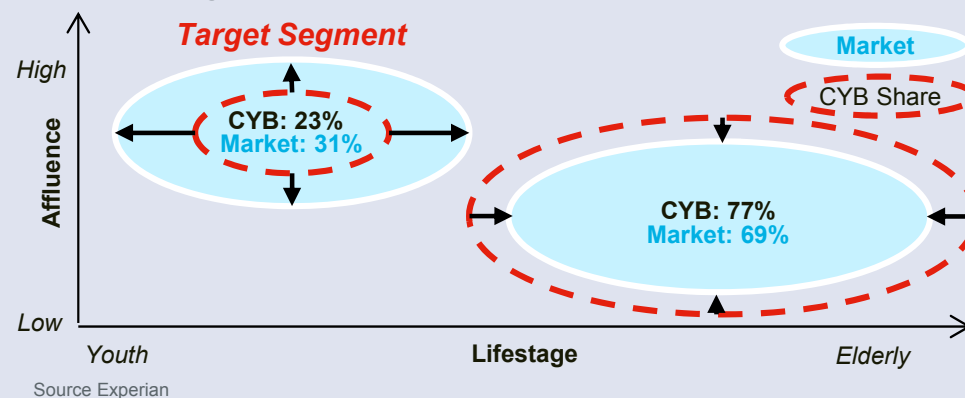 Target Segment
Market
High
CYB Share
CYB: 23%
Market: 31%
Affluence
CYB: 77%
Market: 69%
Low
Youth
Lifestage
Elderly
Source Experian